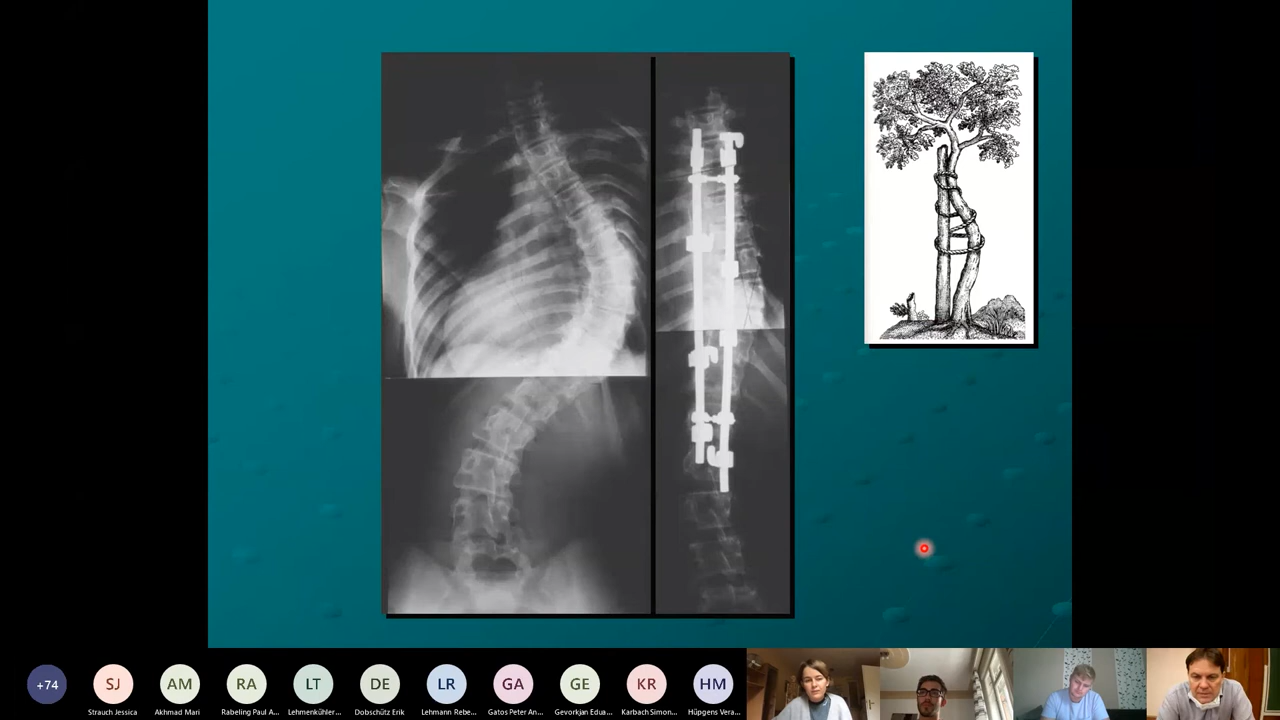 +74
SJ
AM
RA
LT
DE
LR
GA
GE
KR
HM
Strauch Jessica
Akhmad Mari
Rabeling Paul A...
Lehmenkühler...
Dobschütz Erik
Lehmann Rebe...
Gatos Peter An...
Gevorkjan Edua...
Karbach Simon...
Hüpgens Vera...